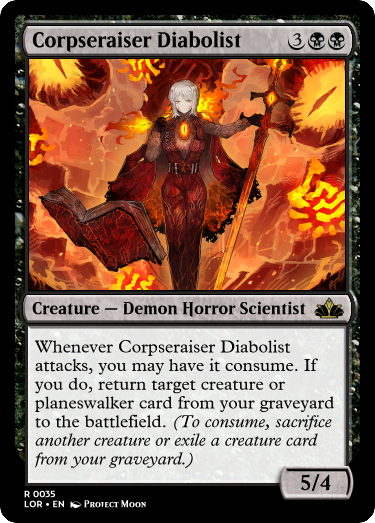 Corpseraiser Diabolist 3
Creature — Demon Horror Scientist
Whenever Corpseraiser Diabolist
attacks, you may have it consume. If
you do, return target creature or
planeswalker card from your graveyard
to the battlefield. (To consume, sacrifice
another creature or exile a creature card
from your graveyard.)
5/4
R 0035
LOR • EN Project Moon